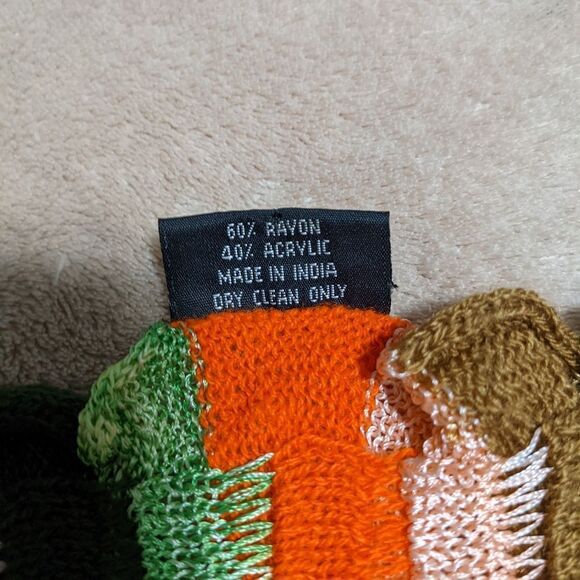 60% RAYON
40% ACRYLIC
MADE IN INDIA
DRY CLEAN ONLY